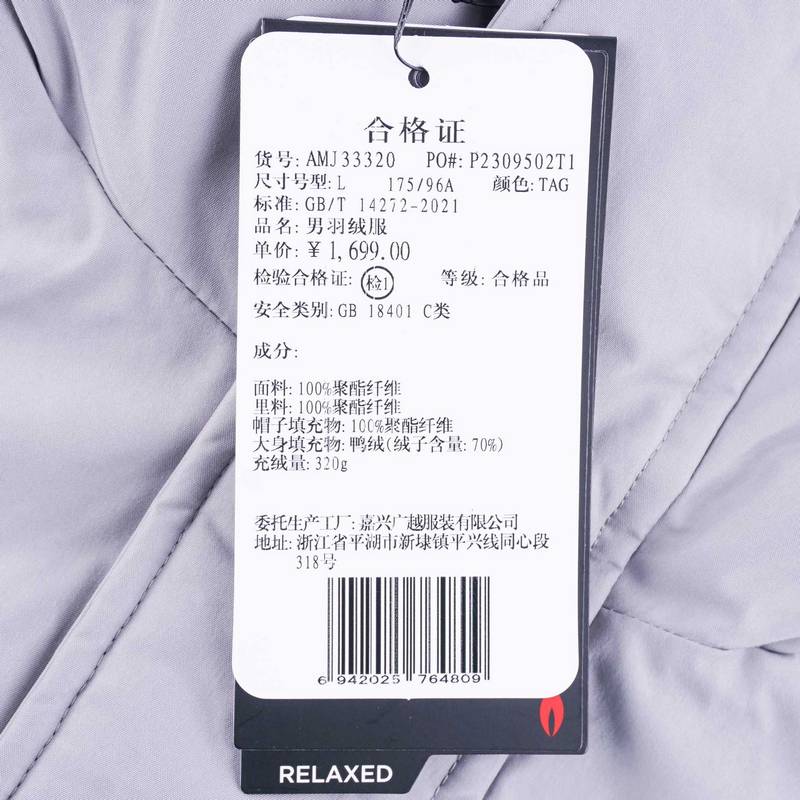 合格证
货号: AMJ33320 PO#: P2309502T1
尺寸号型: L 175/96A 颜色: TAG
标准: GB/T 14272-2021
品名: 男羽绒服
单价: ¥ 1,699.00
检验合格证: 检1 等级: 合格品
安全类别: GB 18401 C类
成分:
面料: 100%聚酯纤维
里料: 100%聚酯纤维
帽子填充物: 100%聚酯纤维
大身填充物: 鸭绒(绒子含量: 70%)
充绒量: 320g
委托生产工厂: 嘉兴广越服装有限公司
地址: 浙江省平湖市新埭镇平兴线同心段
318号
6 942025 764809
RELAXED